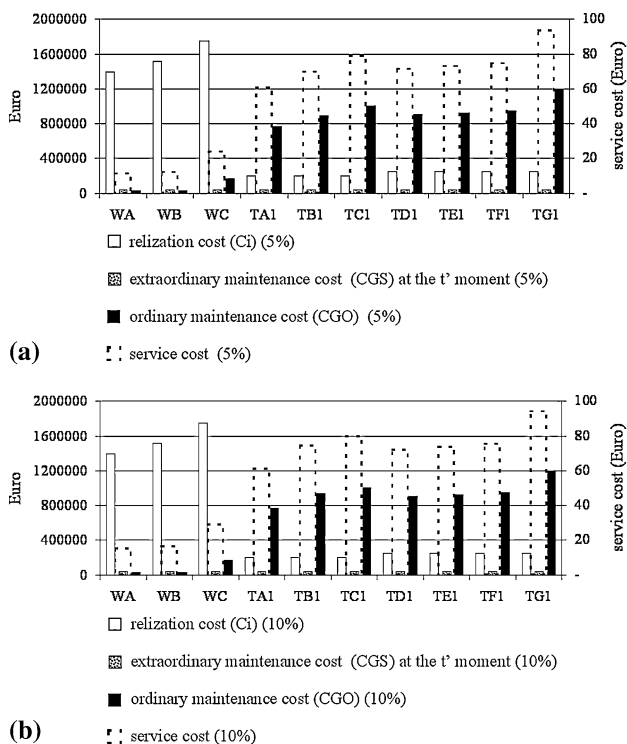 (a)
Euro
2000000
1600000
1200000
800000
400000
0
100
80
60
40
20
-
service cost (Euro)
WA WB WC TA1 TB1 TC1 TD1 TE1 TF1 TG1
relization cost (Ci) (5%)
extraordinary maintenance cost (CGS) at the t' moment (5%)
ordinary maintenance cost (CGO) (5%)
service cost (5%)
(b)
Euro
2000000
1600000
1200000
800000
400000
0
100
80
60
40
20
-
service cost (Euro)
WA WB WC TA1 TB1 TC1 TD1 TE1 TF1 TG1
relization cost (Ci) (10%)
extraordinary maintenance cost (CGS) at the t' moment (10%)
ordinary maintenance cost (CGO) (10%)
service cost (10%)